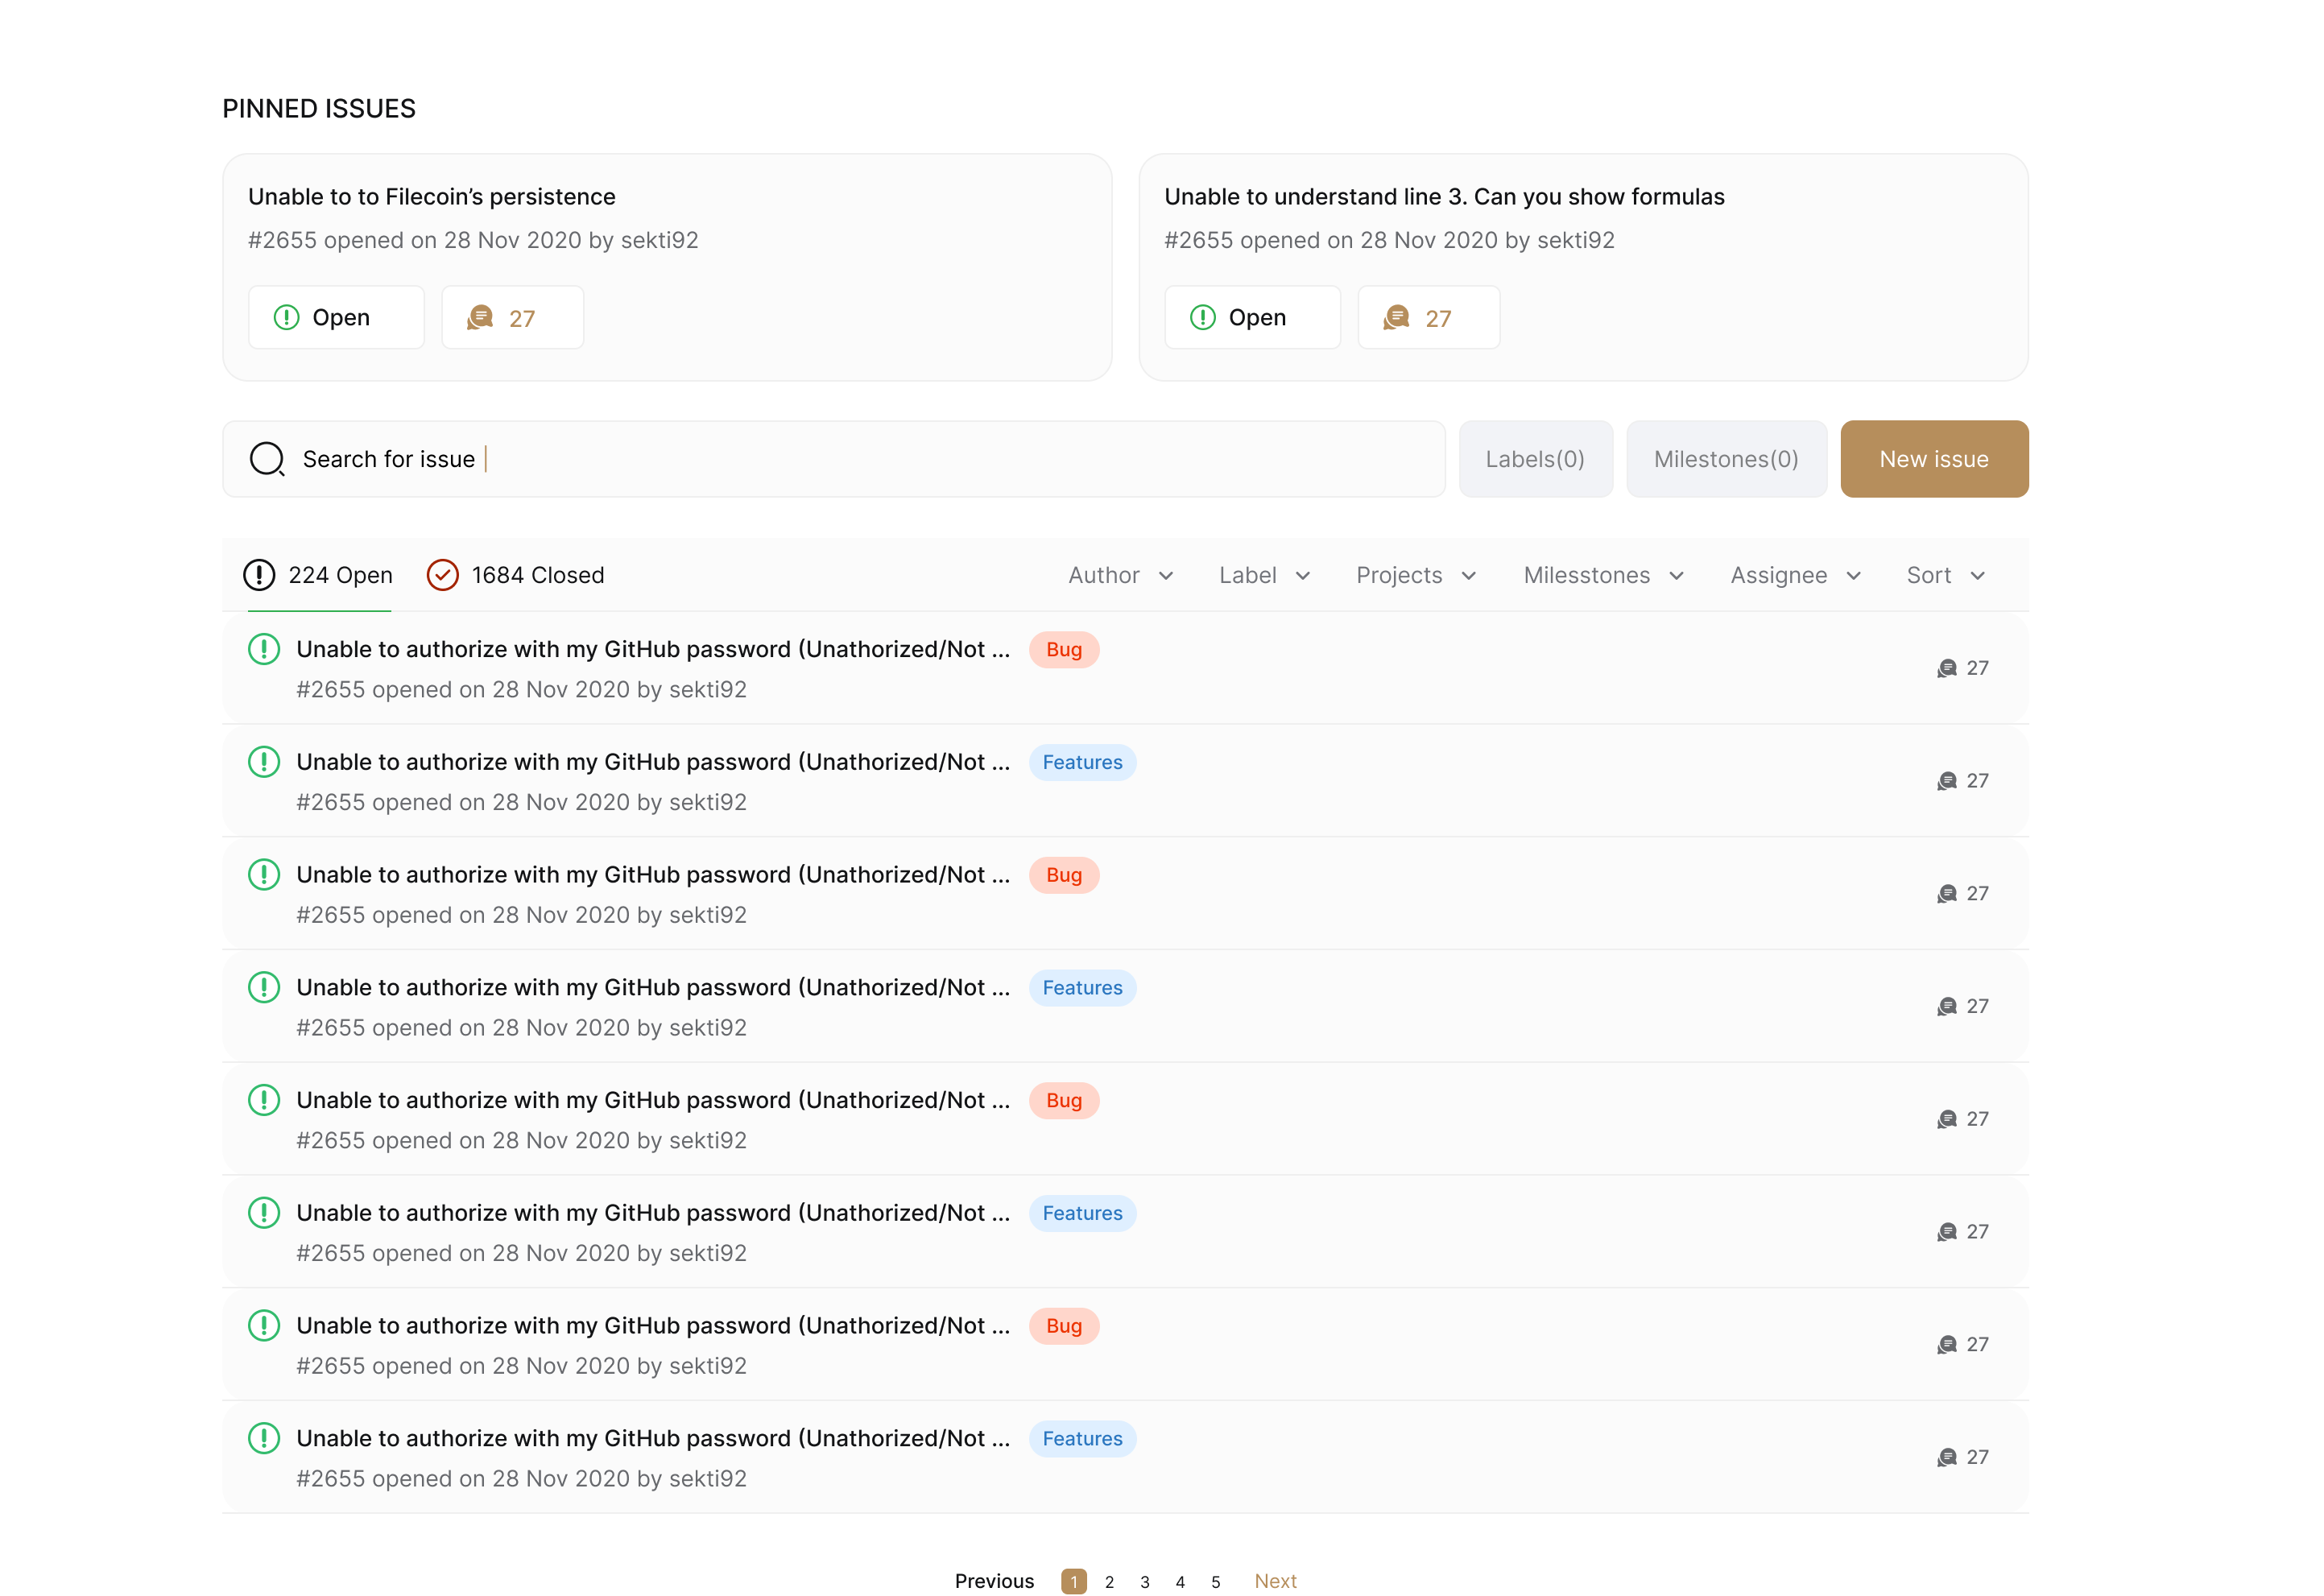 PINNED ISSUES
Unable to to Filecoin’s persistence
#2655 opened on 28 Nov 2020 by sekti92
Open 27
Unable to understand line 3. Can you show formulas
#2655 opened on 28 Nov 2020 by sekti92
Open 27
Search for issue Labels(0) Milestones(0) New issue
224 Open 1684 Closed Author Label Projects Milesstones Assignee Sort
Unable to authorize with my GitHub password (Unathorized/Not ... Bug
#2655 opened on 28 Nov 2020 by sekti92 27
Unable to authorize with my GitHub password (Unathorized/Not ... Features
#2655 opened on 28 Nov 2020 by sekti92 27
Unable to authorize with my GitHub password (Unathorized/Not ... Bug
#2655 opened on 28 Nov 2020 by sekti92 27
Unable to authorize with my GitHub password (Unathorized/Not ... Features
#2655 opened on 28 Nov 2020 by sekti92 27
Unable to authorize with my GitHub password (Unathorized/Not ... Bug
#2655 opened on 28 Nov 2020 by sekti92 27
Unable to authorize with my GitHub password (Unathorized/Not ... Features
#2655 opened on 28 Nov 2020 by sekti92 27
Unable to authorize with my GitHub password (Unathorized/Not ... Bug
#2655 opened on 28 Nov 2020 by sekti92 27
Unable to authorize with my GitHub password (Unathorized/Not ... Features
#2655 opened on 28 Nov 2020 by sekti92 27
Previous 1 2 3 4 5 Next